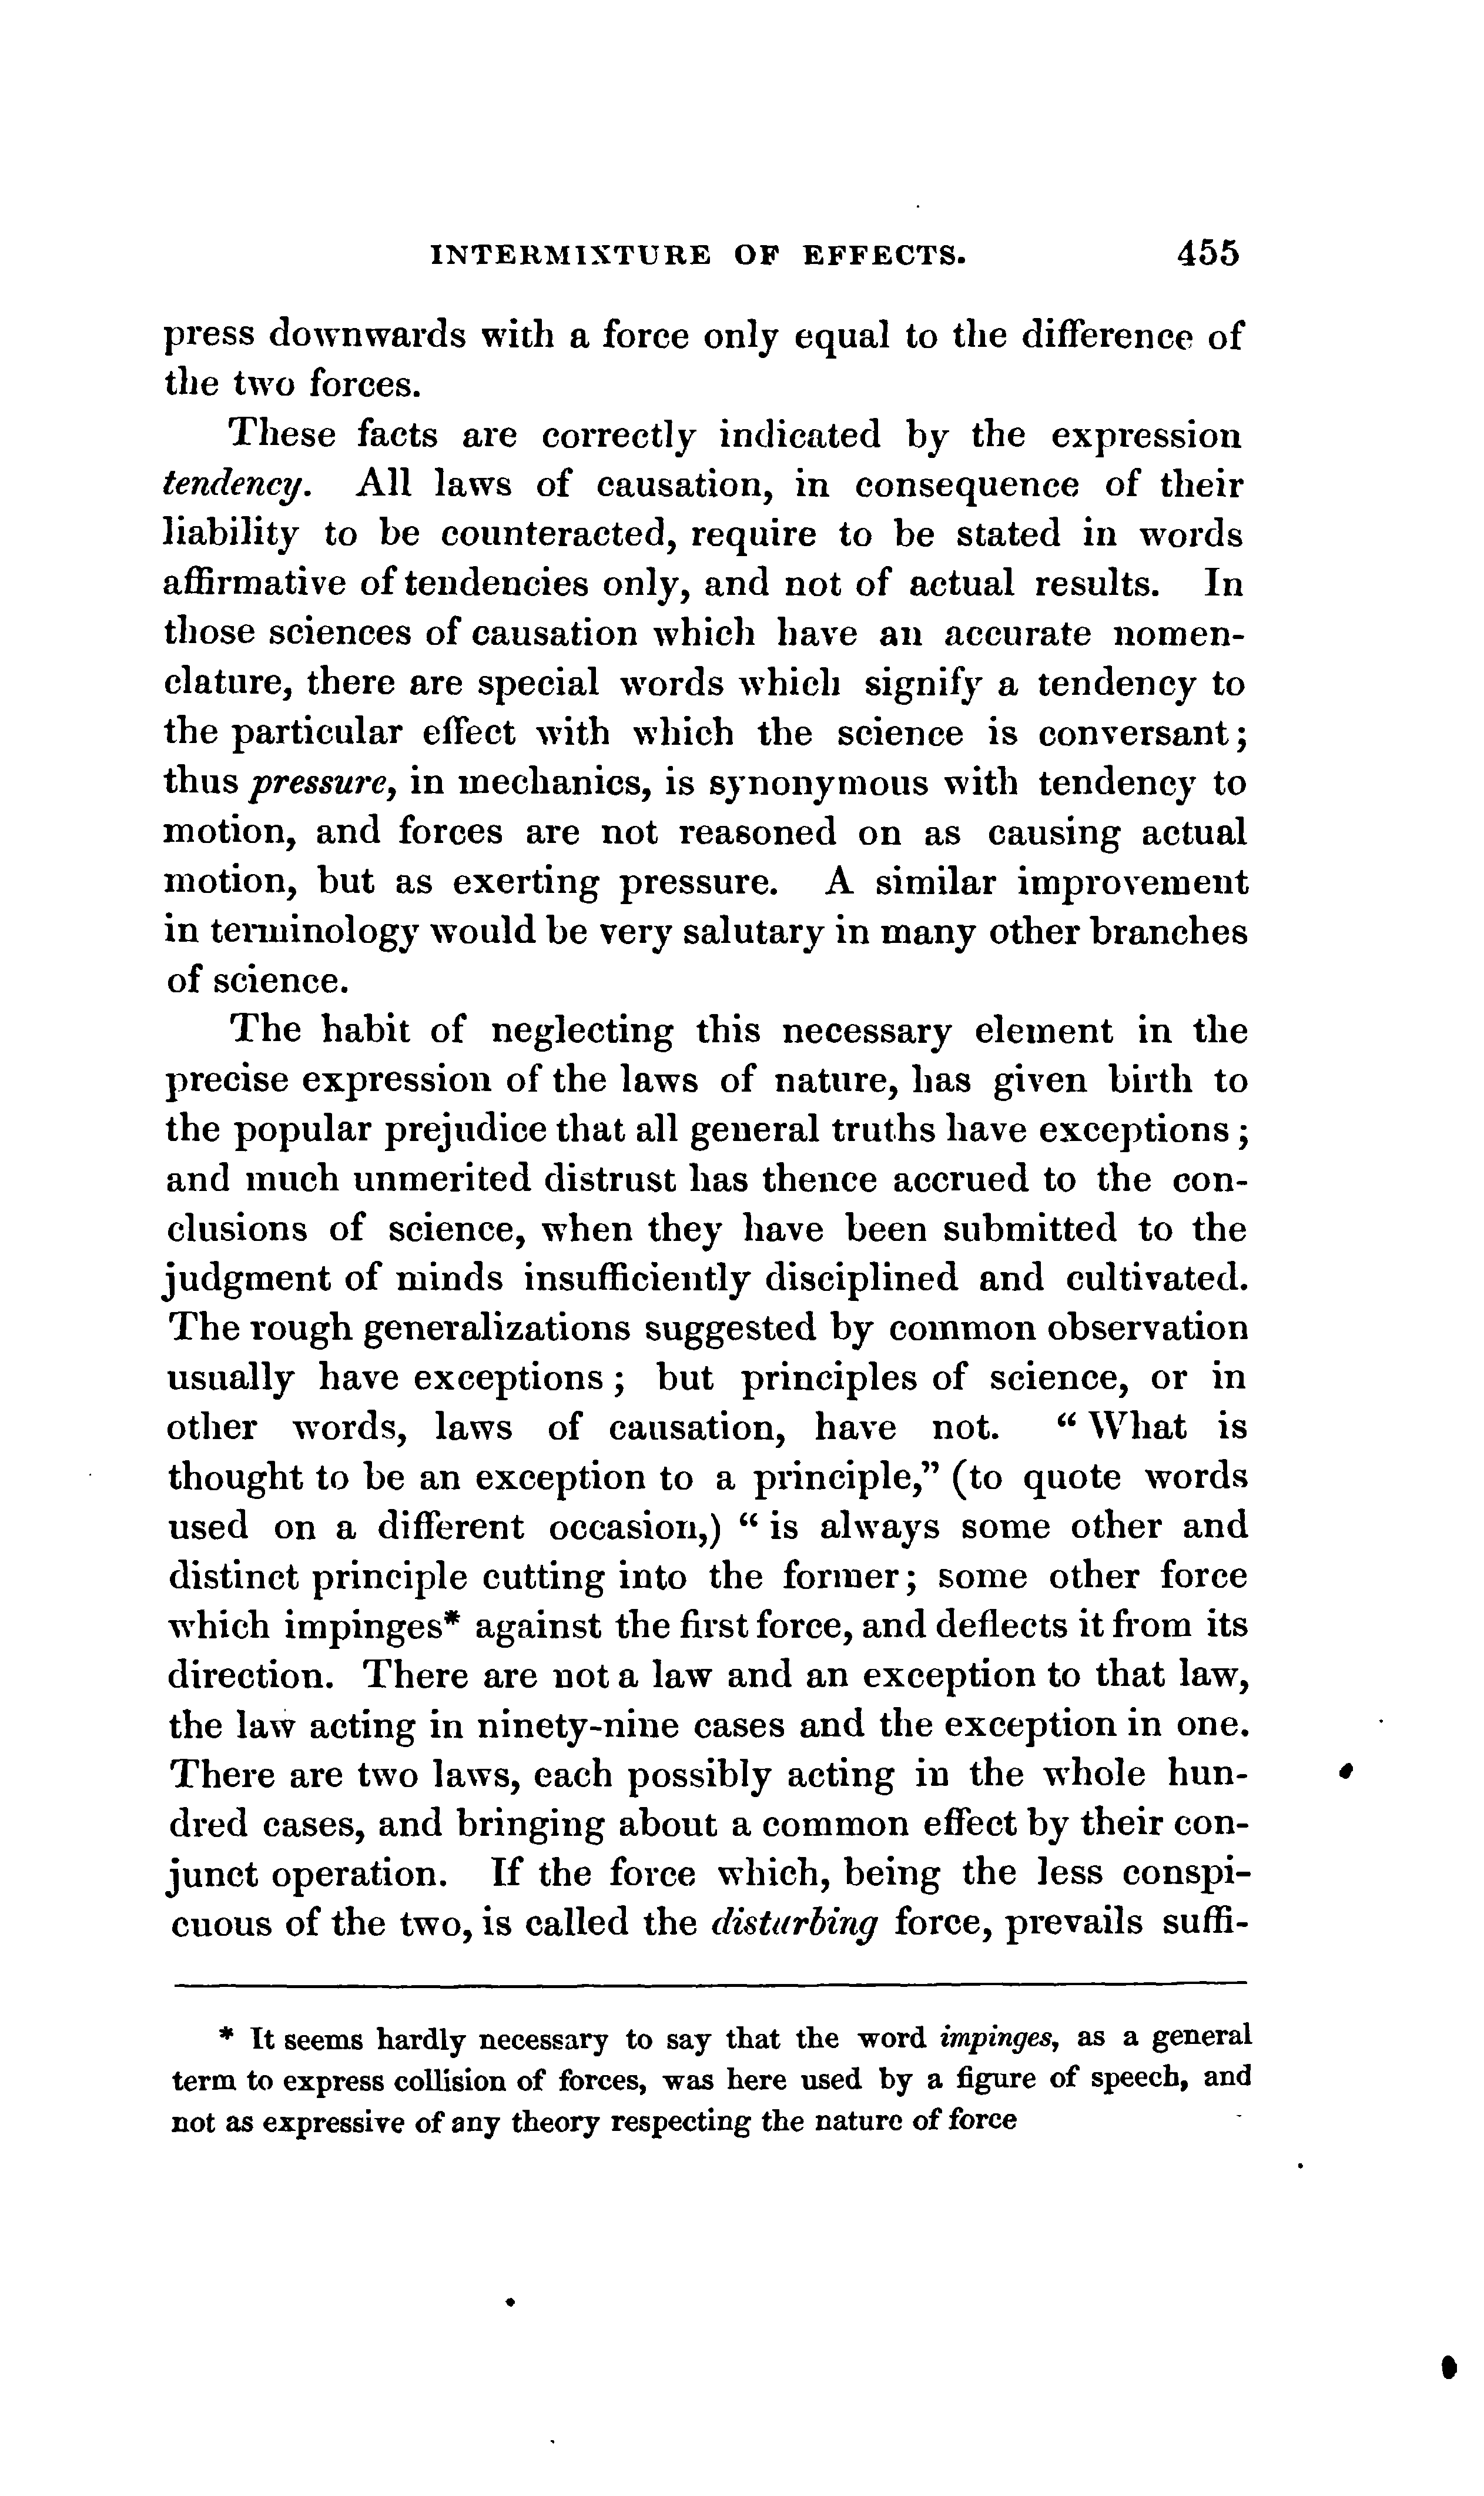 INTERMIXTURE OF EFFECTS. 455
press downwards with a force only equal to the difference of
the two forces.
These facts are correctly indicated by the expression
tendency. All laws of causation, in consequence of their
liability to be counteracted, require to be stated in words
affirmative of tendencies only, and not of actual results. In
those sciences of causation which have an accurate nomen-
clature, there are special words which signify a tendency to
the particular effect with which the science is conversant;
thus pressure, in mechanics, is synonymous with tendency to
motion, and forces are not reasoned on as causing actual
motion, but as exerting pressure. A similar improvement
in terminology would be very salutary in many other branches
of science.
The habit of neglecting this necessary element in the
precise expression of the laws of nature, has given birth to
the popular prejudice that all general truths have exceptions;
and much unmerited distrust has thence accrued to the con-
clusions of science, when they have been submitted to the
judgment of minds insufficiently disciplined and cultivated.
The rough generalizations suggested by common observation
usually have exceptions; but principles of science, or in
other words, laws of causation, have not. “What is
thought to be an exception to a principle,” (to quote words
used on a different occasion,) “is always some other and
distinct principle cutting into the former; some other force
which impinges* against the first force, and deflects it from its
direction. There are not a law and an exception to that law,
the law acting in ninety-nine cases and the exception in one.
There are two laws, each possibly acting in the whole hun-
dred cases, and bringing about a common effect by their con-
junct operation. If the force which, being the less conspi-
cuous of the two, is called the disturbing force, prevails suffi-
* It seems hardly necessary to say that the word impinges, as a general
term to express collision of forces, was here used by a figure of speech, and
not as expressive of any theory respecting the nature of force